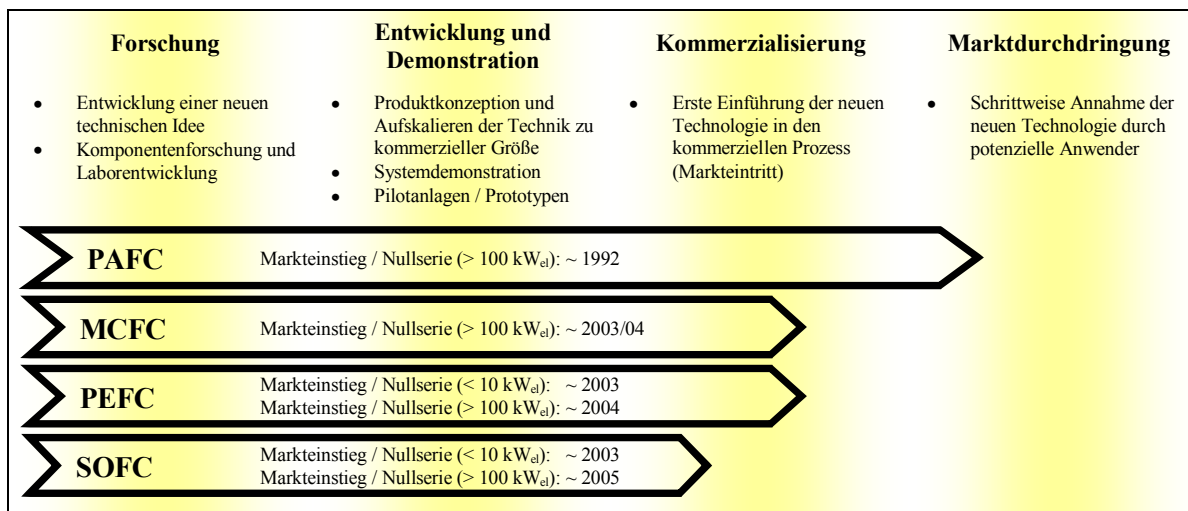 Forschung
Entwicklung und
Demonstration
Kommerzialisierung
Marktdurchdringung
• Entwicklung einer neuen
technischen Idee
• Komponentenforschung und
Laborentwicklung
• Produktkonzeption und
Aufskalieren der Technik zu
kommerzieller Größe
• Systemdemonstration
• Pilotanlagen / Prototypen
• Erste Einführung der neuen
Technologie in den
kommerziellen Prozess
(Markteintritt)
• Schrittweise Annahme der
neuen Technologie durch
potenzielle Anwender
PAFC Markteinstieg / Nullserie (> 100 kWel): ~ 1992
MCFC Markteinstieg / Nullserie (> 100 kWel): ~ 2003/04
PEFC
Markteinstieg / Nullserie (< 10 kWel): ~ 2003
Markteinstieg / Nullserie (> 100 kWel): ~ 2004
SOFC
Markteinstieg / Nullserie (< 10 kWel): ~ 2003
Markteinstieg / Nullserie (> 100 kWel): ~ 2005